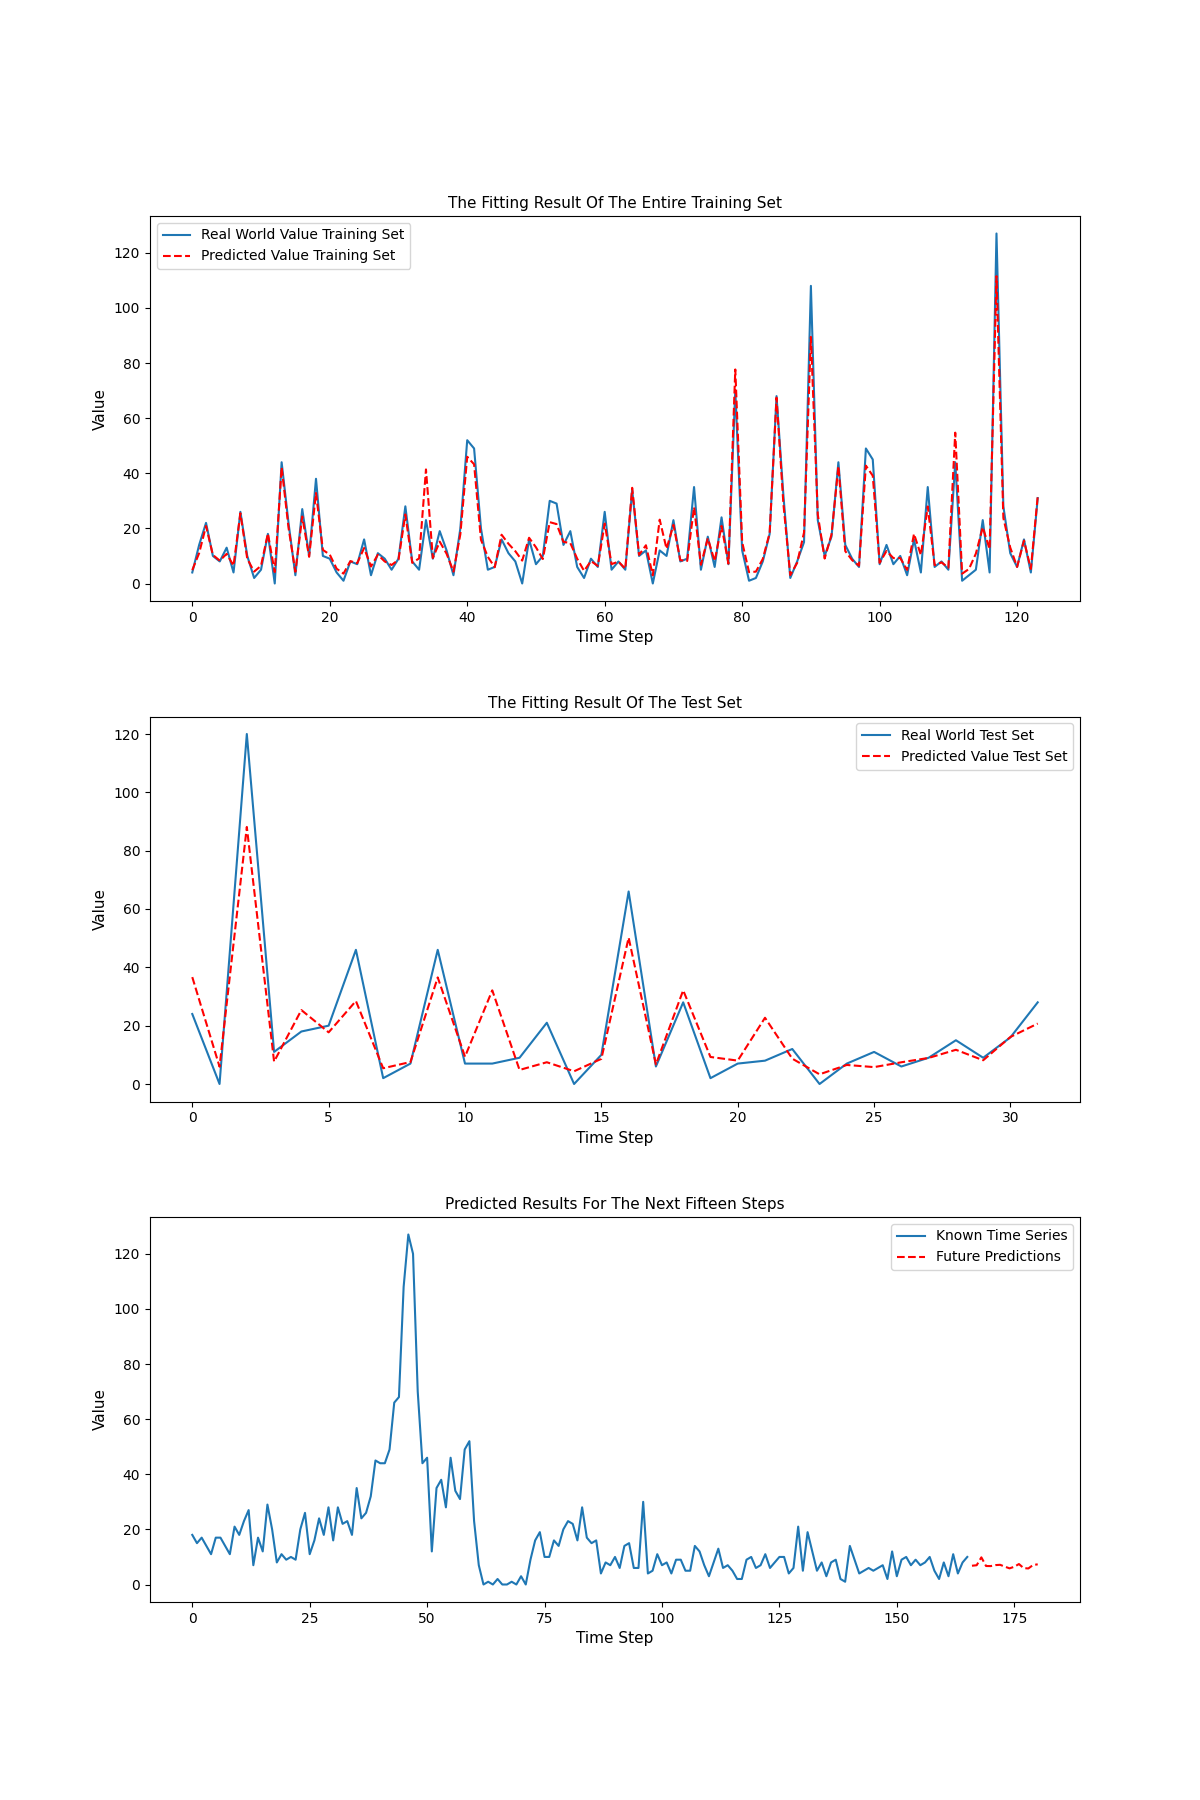 The Fitting Result Of The Entire Training Set
Real World Value Training Set
Predicted Value Training Set
Value
120
100
80
60
40
20
0
0 20 40 60 80 100 120
Time Step
The Fitting Result Of The Test Set
Real World Test Set
Predicted Value Test Set
Value
120
100
80
60
40
20
0
0 5 10 15 20 25 30
Time Step
Predicted Results For The Next Fifteen Steps
Known Time Series
Future Predictions
Value
120
100
80
60
40
20
0
0 25 50 75 100 125 150 175
Time Step